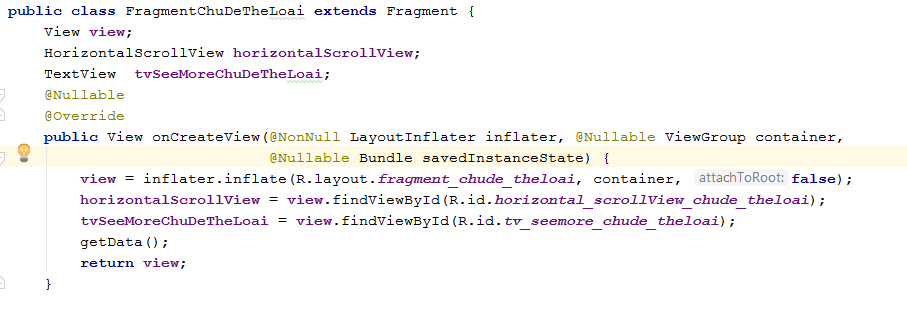 public class FragmentChuDeTheLoai extends Fragment {
View view;
HorizontalScrollView horizontalScrollView;
TextView tvSeeMoreChuDeTheLoai;
@Nullable
@Override
public View onCreateView(@NonNull LayoutInflater inflater, @Nullable ViewGroup container,
@Nullable Bundle savedInstanceState) {
view = inflater.inflate(R.layout.fragment_chude_theloai, container, attachToRoot: false);
horizontalScrollView = view.findViewById(R.id.horizontal_scrollView_chude_theloai);
tvSeeMoreChuDeTheLoai = view.findViewById(R.id.tv_seemore_chude_theloai);
getData();
return view;
}